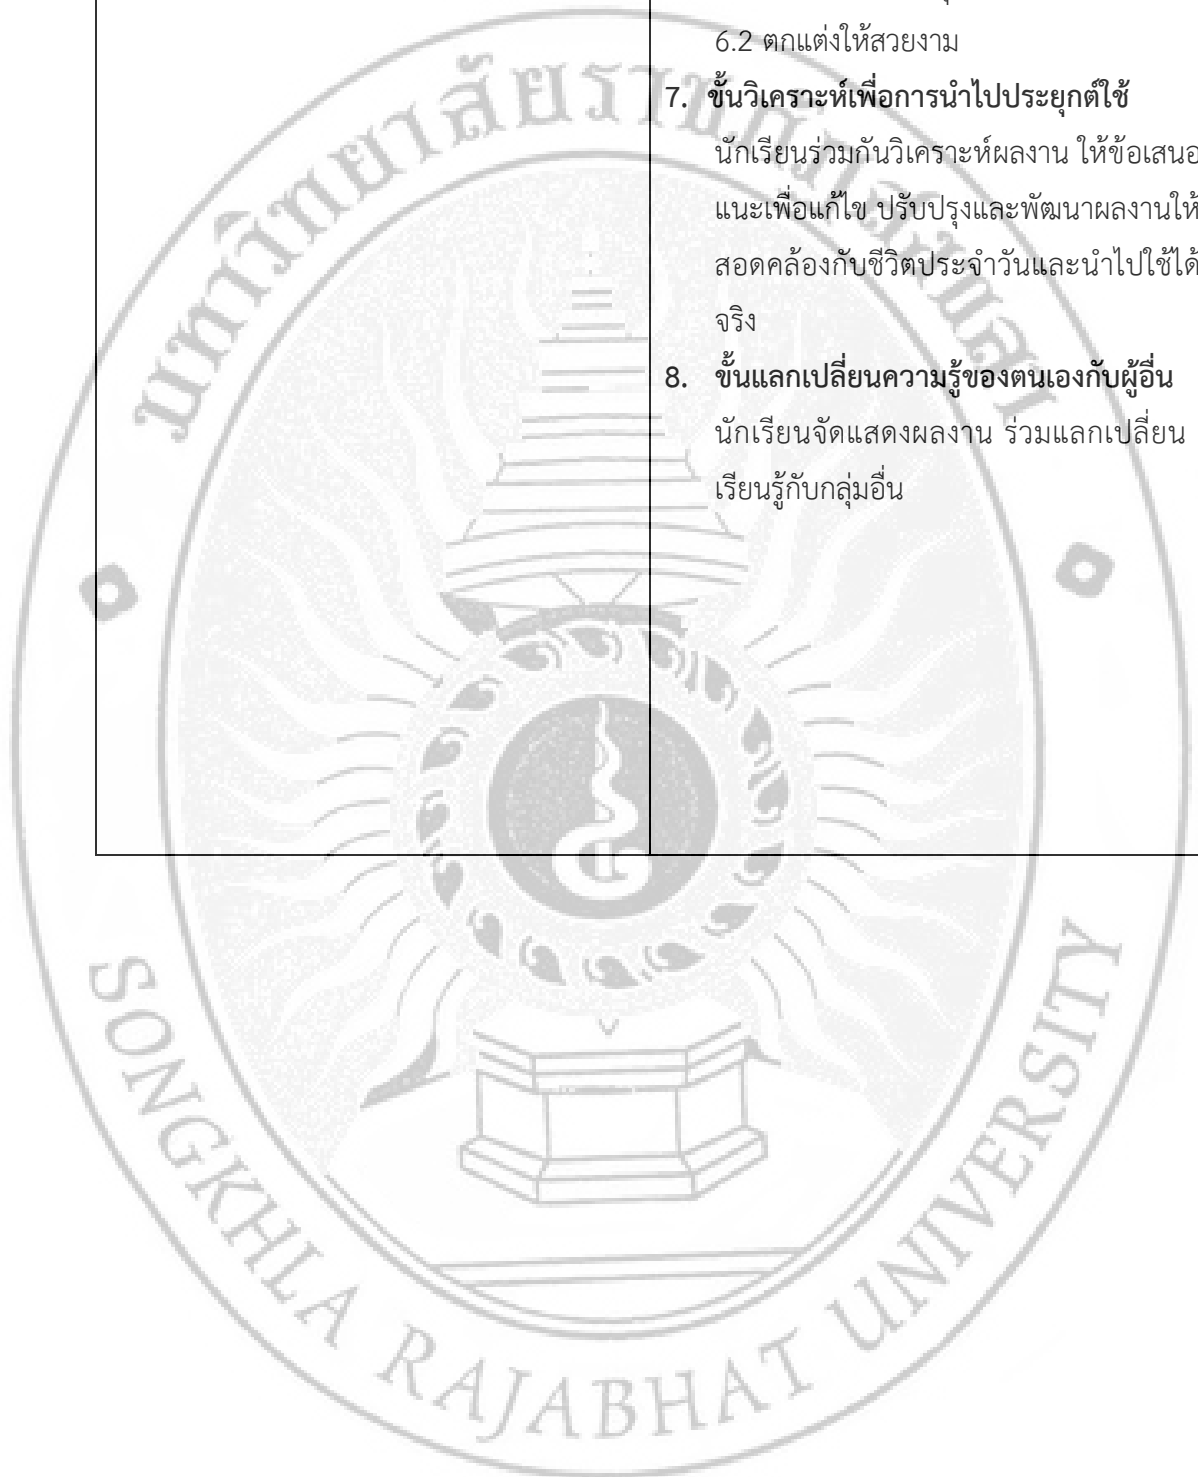 6.2 ตกแต่งให้สวยงาม
7. ขั้นวิเคราะห์เพื่อการนำไปประยุกต์ใช้
นักเรียนร่วมกันวิเคราะห์ผลงาน ให้ข้อเสนอ
แนะเพื่อแก้ไข ปรับปรุงและพัฒนาผลงานให้
สอดคล้องกับชีวิตประจำวันและนำไปใช้ได้
จริง
8. ขั้นแลกเปลี่ยนความรู้ของตนเองกับผู้อื่น
นักเรียนจัดแสดงผลงาน ร่วมแลกเปลี่ยน
เรียนรู้กับกลุ่มอื่น
มหาวิทยาลัยราชภัฏสงขลา
SONGKHLA RAJABHAT UNIVERSITY